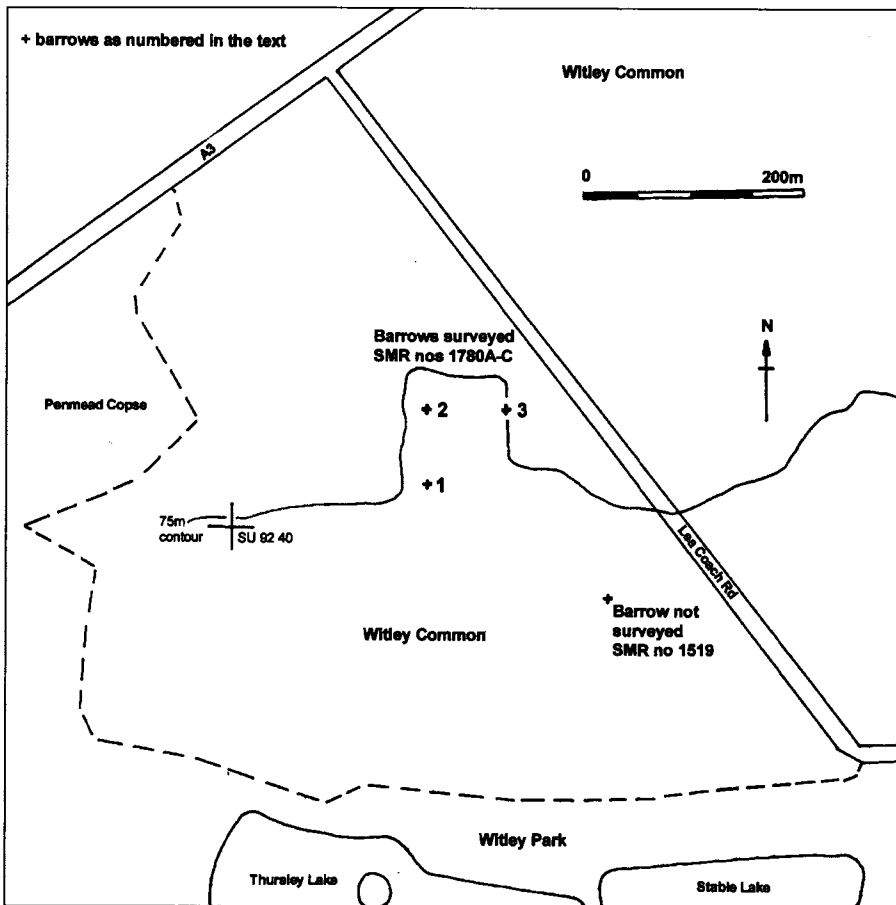 + barrows as numbered in the text
Witley Common
A3
0 200m
N
Barrows surveyed
SMR nos 1780A-C
Penmead Copse
+ 2
+ 3
+ 1
75m
contour
SU 92 40
Lea Coach Rd
+
Barrow not
surveyed
SMR no 1519
Witley Common
Witley Park
Thursley Lake
Stable Lake